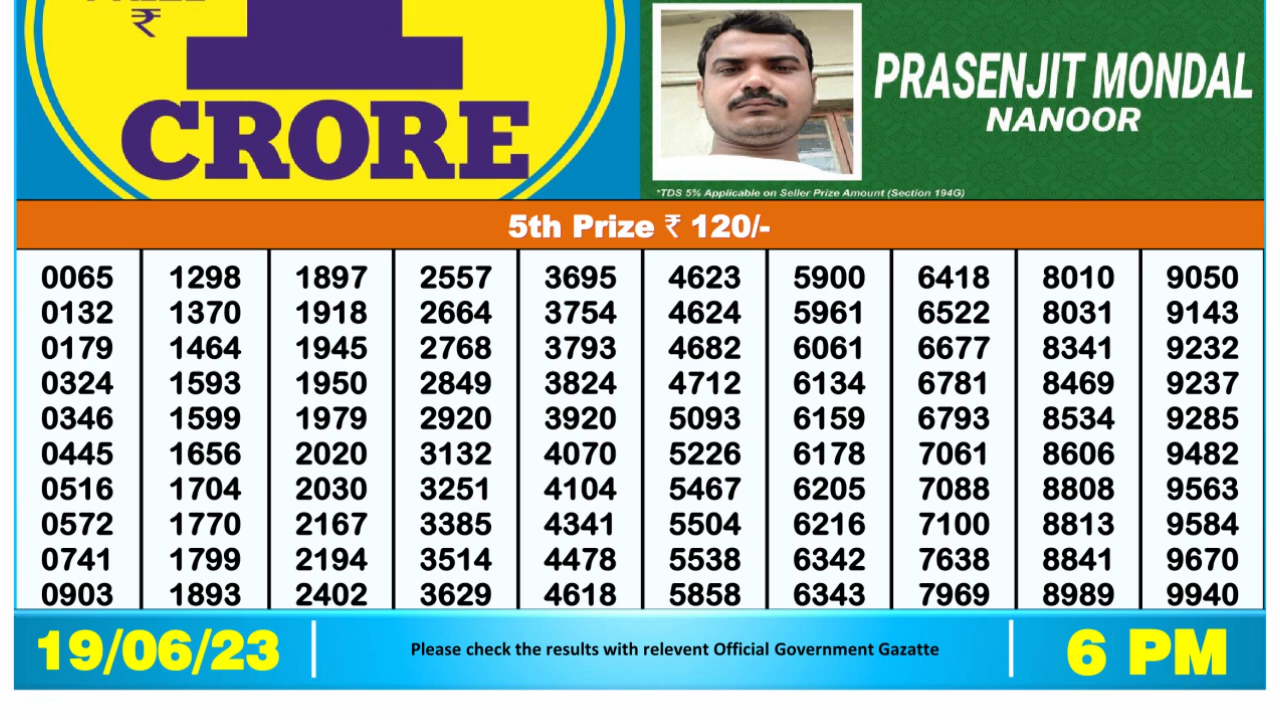 ₹
1
CRORE
PRASENJIT MONDAL
NANOOR
*TDS 5% Applicable on Seller Prize Amount (Section 194G)
5th Prize ₹ 120/-
0065 1298 1897 2557 3695 4623 5900 6418 8010 9050
0132 1370 1918 2664 3754 4624 5961 6522 8031 9143
0179 1464 1945 2768 3793 4682 6061 6677 8341 9232
0324 1593 1950 2849 3824 4712 6134 6781 8469 9237
0346 1599 1979 2920 3920 5093 6159 6793 8534 9285
0445 1656 2020 3132 4070 5226 6178 7061 8606 9482
0516 1704 2030 3251 4104 5467 6205 7088 8808 9563
0572 1770 2167 3385 4341 5504 6216 7100 8813 9584
0741 1799 2194 3514 4478 5538 6342 7638 8841 9670
0903 1893 2402 3629 4618 5858 6343 7969 8989 9940
19/06/23
Please check the results with relevent Official Government Gazatte
6 PM